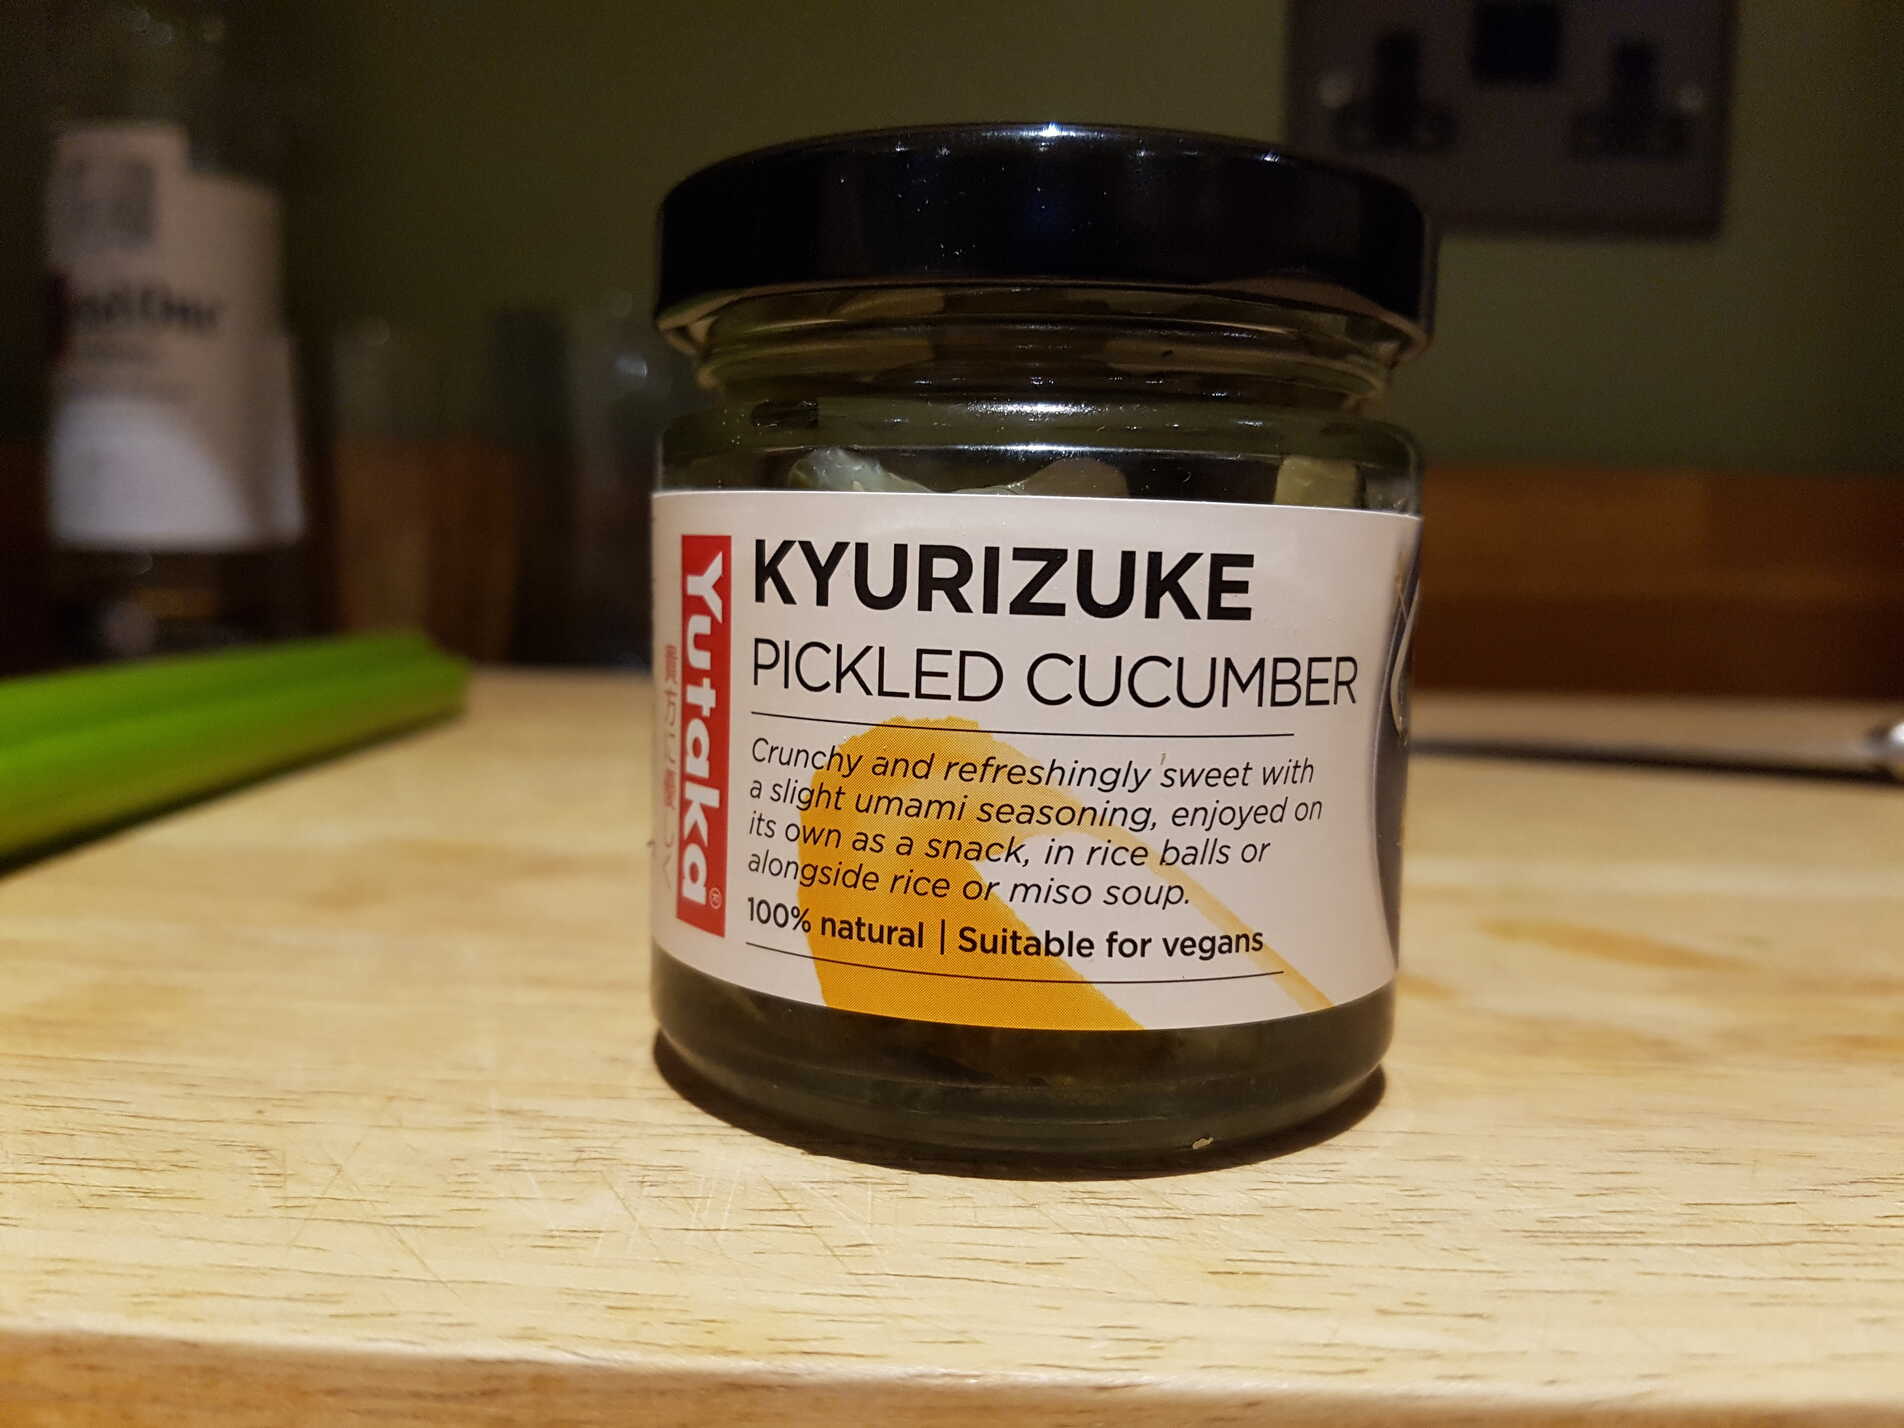 KYURIZUKE
PICKLED CUCUMBER
Yutaka®
Crunchy and refreshingly sweet with
a slight umami seasoning, enjoyed on
its own as a snack, in rice balls or
alongside rice or miso soup.
100% natural | Suitable for vegans